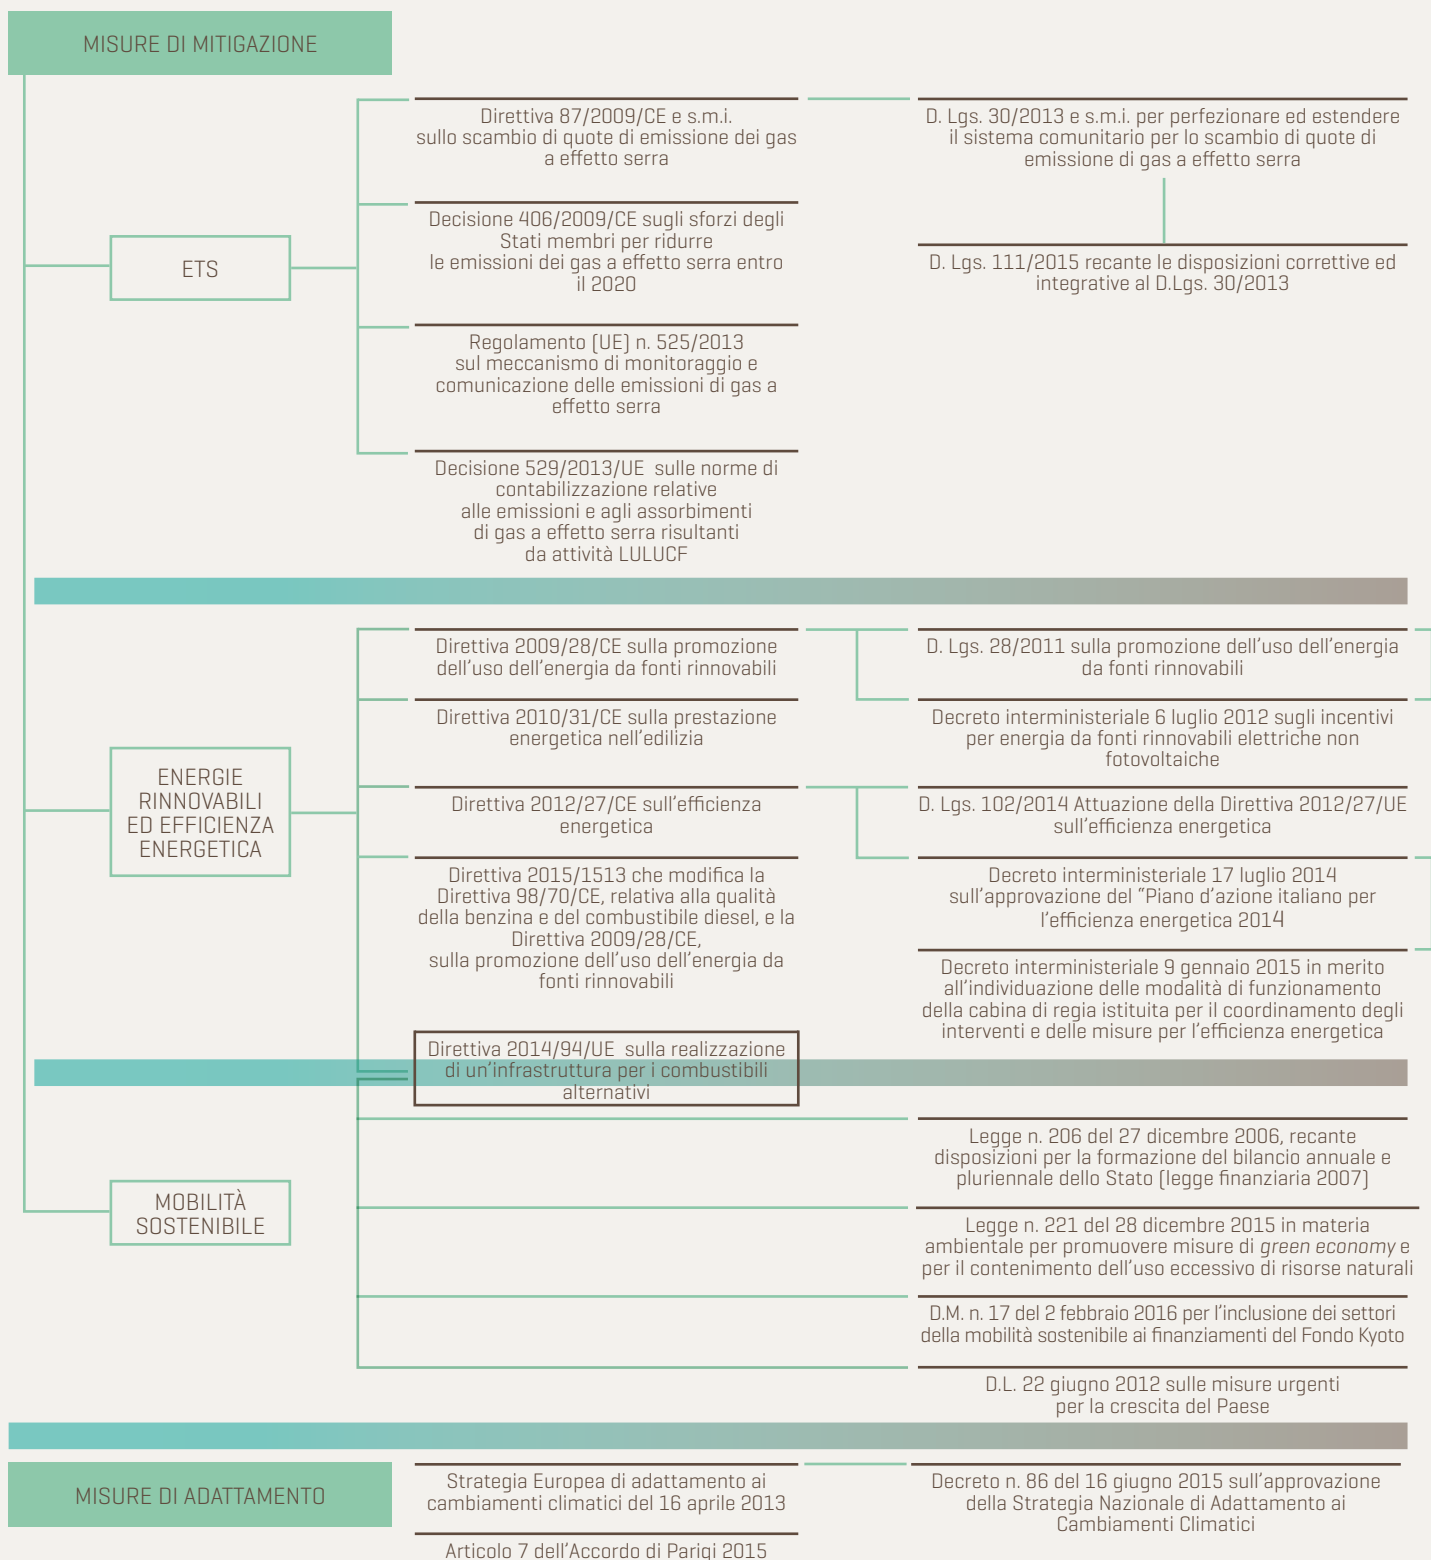 MISURE DI MITIGAZIONE
ETS
Direttiva 87/2009/CE e s.m.i.
sullo scambio di quote di emissione dei gas
a effetto serra
D. Lgs. 30/2013 e s.m.i. per perfezionare ed estendere
il sistema comunitario per lo scambio di quote di
emissione di gas a effetto serra
Decisione 406/2009/CE sugli sforzi degli
Stati membri per ridurre
le emissioni dei gas a effetto serra entro
il 2020
D. Lgs. 111/2015 recante le disposizioni correttive ed
integrative al D.Lgs. 30/2013
Regolamento (UE) n. 525/2013
sul meccanismo di monitoraggio e
comunicazione delle emissioni di gas a
effetto serra
Decisione 529/2013/UE sulle norme di
contabilizzazione relative
alle emissioni e agli assorbimenti
di gas a effetto serra risultanti
da attività LULUCF
ENERGIE
RINNOVABILI
ED EFFICIENZA
ENERGETICA
Direttiva 2009/28/CE sulla promozione
dell'uso dell'energia da fonti rinnovabili
D. Lgs. 28/2011 sulla promozione dell'uso dell'energia
da fonti rinnovabili
Direttiva 2010/31/CE sulla prestazione
energetica nell'edilizia
Decreto interministeriale 6 luglio 2012 sugli incentivi
per energia da fonti rinnovabili elettriche non
fotovoltaiche
Direttiva 2012/27/CE sull'efficienza
energetica
D. Lgs. 102/2014 Attuazione della Direttiva 2012/27/UE
sull'efficienza energetica
Direttiva 2015/1513 che modifica la
Direttiva 98/70/CE, relativa alla qualità
della benzina e del combustibile diesel, e la
Direttiva 2009/28/CE,
sulla promozione dell'uso dell'energia da
fonti rinnovabili
Decreto interministeriale 17 luglio 2014
sull'approvazione del "Piano d'azione italiano per
l'efficienza energetica 2014
Decreto interministeriale 9 gennaio 2015 in merito
all'individuazione delle modalità di funzionamento
della cabina di regia istituita per il coordinamento degli
interventi e delle misure per l'efficienza energetica
Direttiva 2014/94/UE sulla realizzazione
di un'infrastruttura per i combustibili
alternativi
MOBILITÀ
SOSTENIBILE
Legge n. 206 del 27 dicembre 2006, recante
disposizioni per la formazione del bilancio annuale e
pluriennale dello Stato (legge finanziaria 2007)
Legge n. 221 del 28 dicembre 2015 in materia
ambientale per promuovere misure di green economy e
per il contenimento dell'uso eccessivo di risorse naturali
D.M. n. 17 del 2 febbraio 2016 per l'inclusione dei settori
della mobilità sostenibile ai finanziamenti del Fondo Kyoto
D.L. 22 giugno 2012 sulle misure urgenti
per la crescita del Paese
MISURE DI ADATTAMENTO
Strategia Europea di adattamento ai
cambiamenti climatici del 16 aprile 2013
Decreto n. 86 del 16 giugno 2015 sull'approvazione
della Strategia Nazionale di Adattamento ai
Cambiamenti Climatici
Articolo 7 dell'Accordo di Parigi 2015